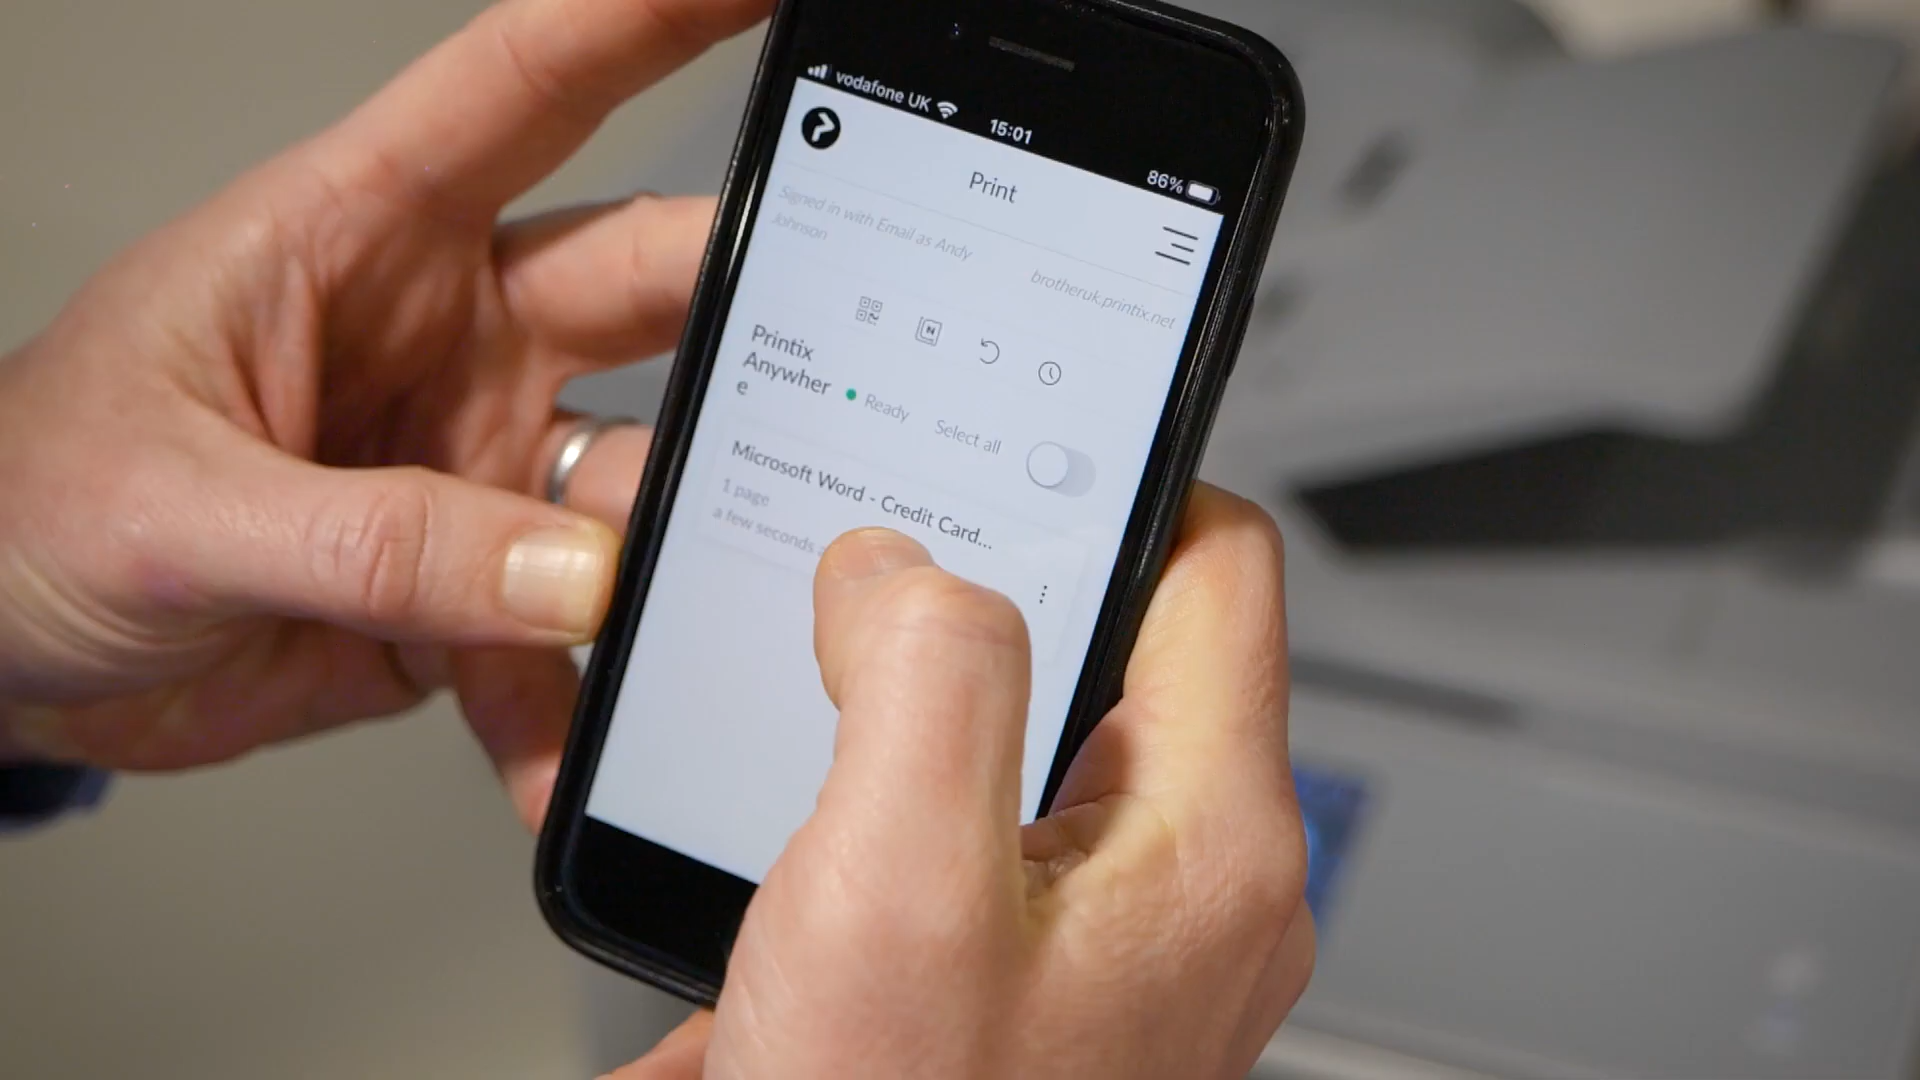 vodafone UK
15:01
86%
Print
Signed in with Email as Andy
Johnson
brotheruk.printix.net
Printix
Anywher
e
Ready
Select all
Microsoft Word - Credit Card...
1 page
a few seconds